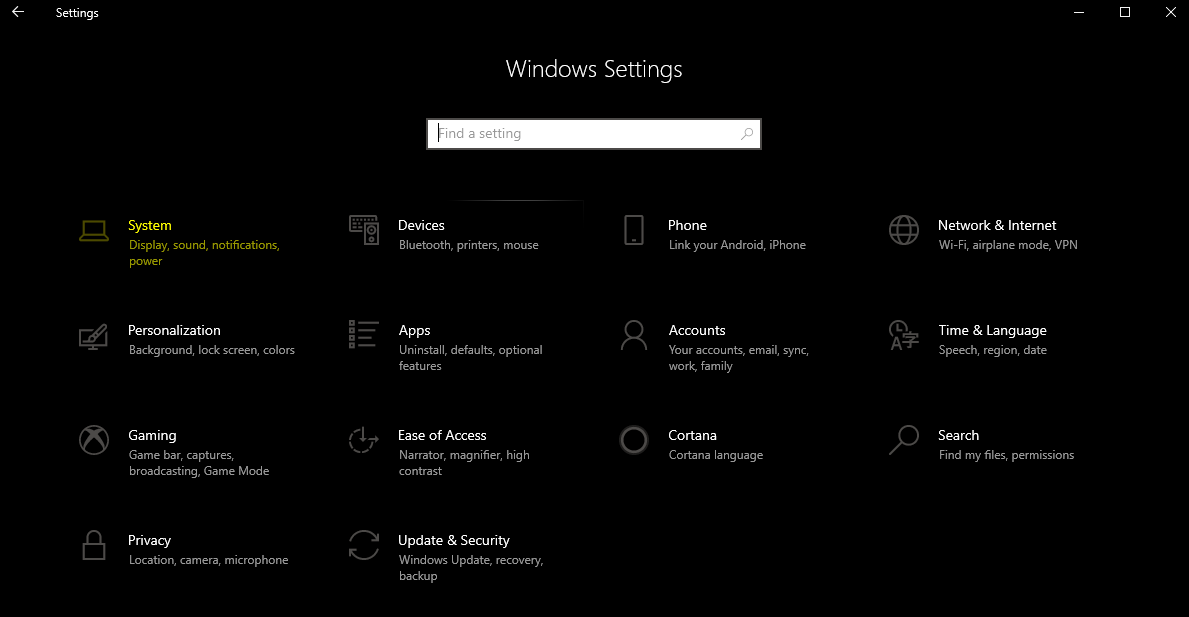 Settings
Windows Settings
Find a setting
System
Display, sound, notifications,
power
Devices
Bluetooth, printers, mouse
Phone
Link your Android, iPhone
Network & Internet
Wi-Fi, airplane mode, VPN
Personalization
Background, lock screen, colors
Apps
Uninstall, defaults, optional
features
Accounts
Your accounts, email, sync,
work, family
Time & Language
Speech, region, date
Gaming
Game bar, captures,
broadcasting, Game Mode
Ease of Access
Narrator, magnifier, high
contrast
Cortana
Cortana language
Search
Find my files, permissions
Privacy
Location, camera, microphone
Update & Security
Windows Update, recovery,
backup